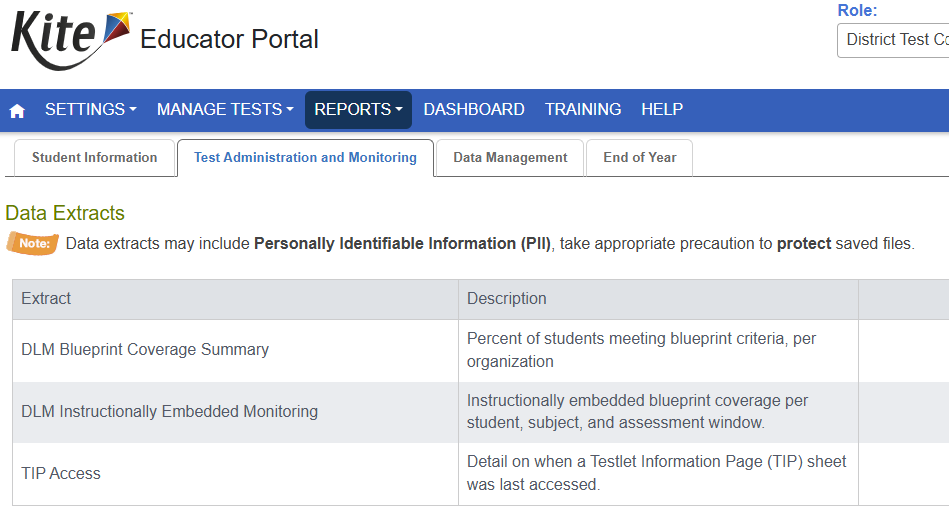 Kite Educator Portal
Role:
District Test Co
SETTINGS MANAGE TESTS REPORTS DASHBOARD TRAINING HELP
Student Information Test Administration and Monitoring Data Management End of Year
Data Extracts
Note: Data extracts may include Personally Identifiable Information (PII), take appropriate precaution to protect saved files.
Extract Description
DLM Blueprint Coverage Summary
Percent of students meeting blueprint criteria, per
organization
DLM Instructionally Embedded Monitoring
Instructionally embedded blueprint coverage per
student, subject, and assessment window.
TIP Access
Detail on when a Testlet Information Page (TIP) sheet
was last accessed.